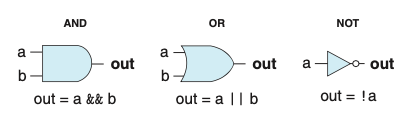 AND
a
b
out
out = a && b
OR
a
b
out
out = a || b
NOT
a
out
out = !a